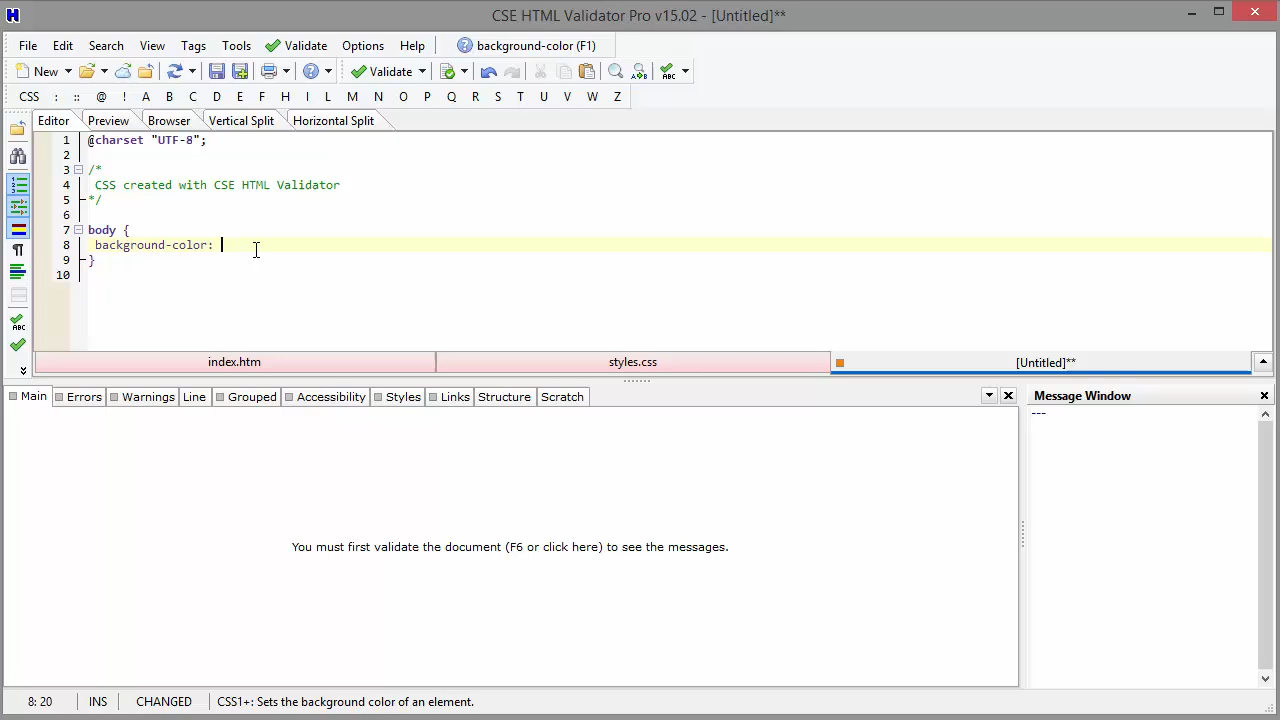 CSE HTML Validator Pro v15.02 - [Untitled]**
File Edit Search View Tags Tools Validate Options Help background-color (F1)
New Validate
CSS : :: @ ! A B C D E F H I L M N O P Q R S T U V W Z
Editor Preview Browser Vertical Split Horizontal Split
1 @charset "UTF-8";
2
3 /*
4 CSS created with CSE HTML Validator
5 */
6
7 body {
8 background-color:
9 }
10
index.htm styles.css [Untitled]**
Main Errors Warnings Line Grouped Accessibility Styles Links Structure Scratch
Message Window
---
You must first validate the document (F6 or click here) to see the messages.
8: 20 INS CHANGED CSS1+: Sets the background color of an element.